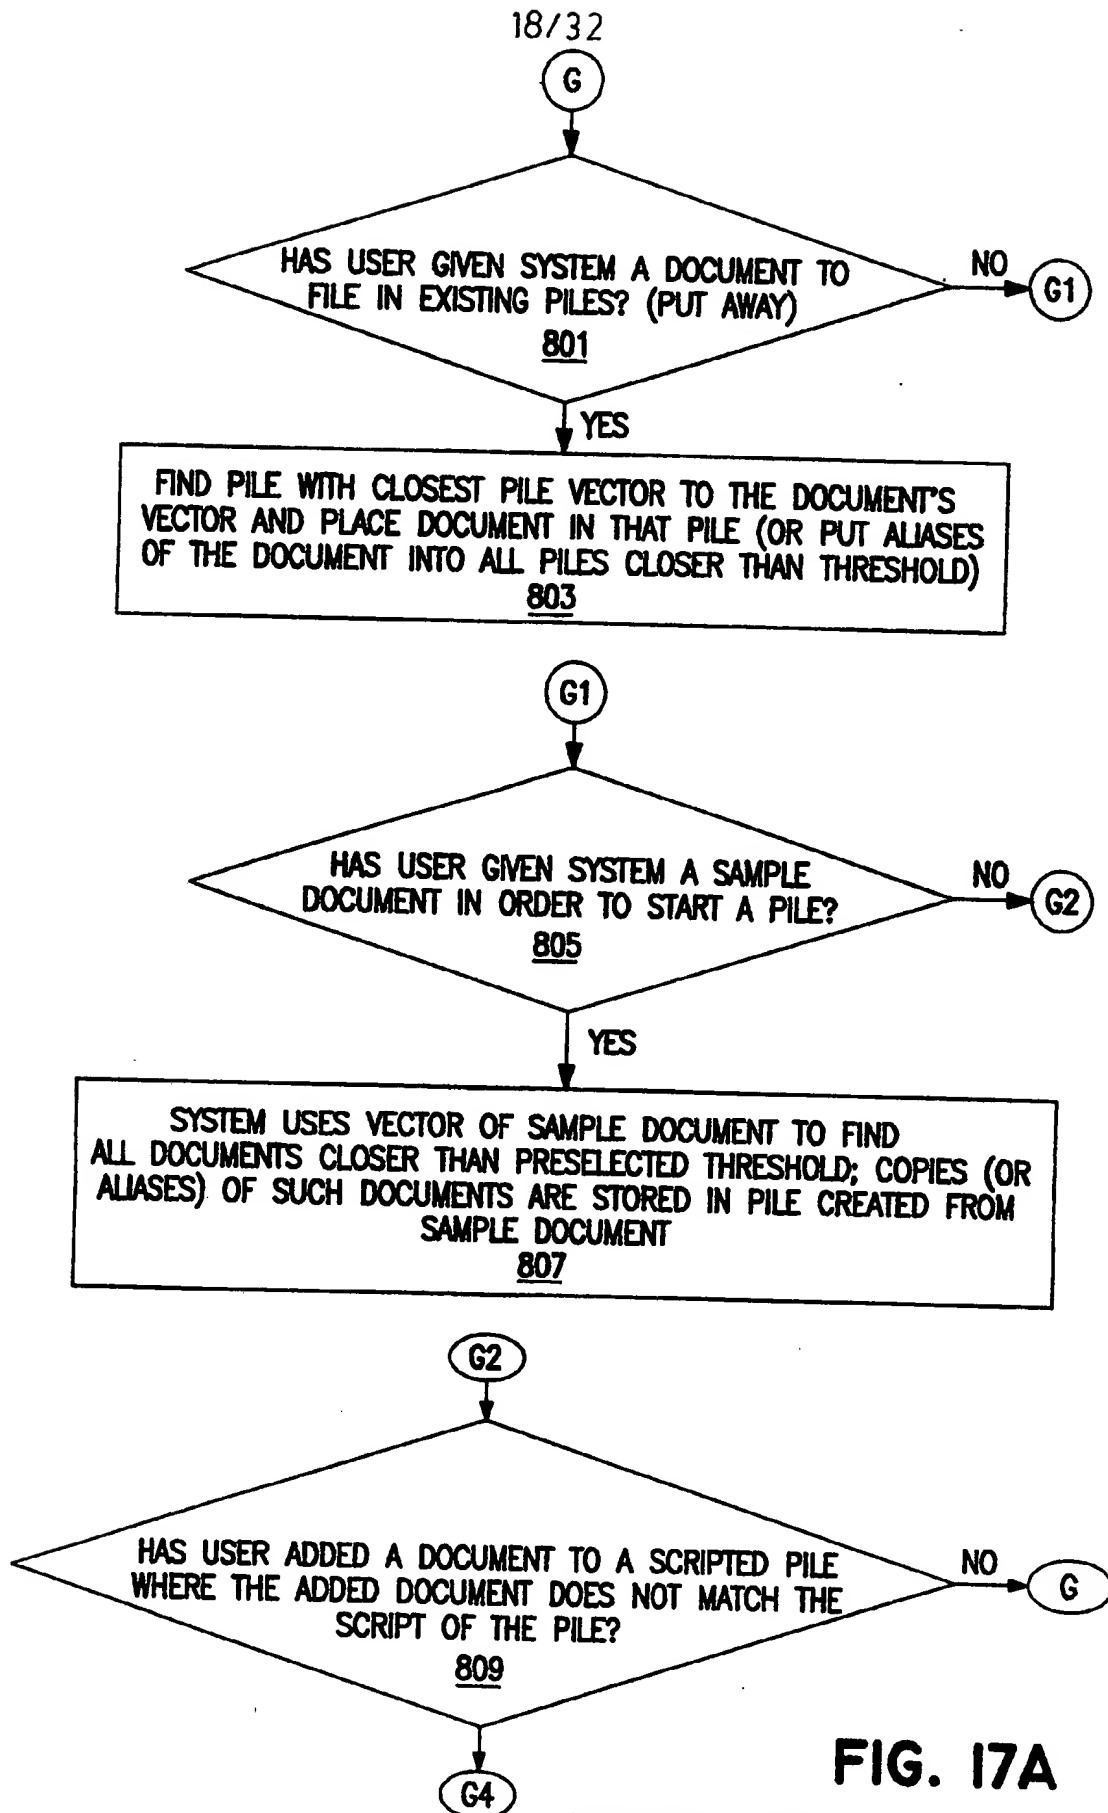 18/32
G
HAS USER GIVEN SYSTEM A DOCUMENT TO
FILE IN EXISTING PILES? (PUT AWAY)
801
NO
G1
YES
FIND PILE WITH CLOSEST PILE VECTOR TO THE DOCUMENT'S
VECTOR AND PLACE DOCUMENT IN THAT PILE (OR PUT ALIASES
OF THE DOCUMENT INTO ALL PILES CLOSER THAN THRESHOLD)
803
G1
HAS USER GIVEN SYSTEM A SAMPLE
DOCUMENT IN ORDER TO START A PILE?
805
NO
G2
YES
SYSTEM USES VECTOR OF SAMPLE DOCUMENT TO FIND
ALL DOCUMENTS CLOSER THAN PRESELECTED THRESHOLD; COPIES (OR
ALIASES) OF SUCH DOCUMENTS ARE STORED IN PILE CREATED FROM
SAMPLE DOCUMENT
807
G2
HAS USER ADDED A DOCUMENT TO A SCRIPTED PILE
WHERE THE ADDED DOCUMENT DOES NOT MATCH THE
SCRIPT OF THE PILE?
809
NO
G
G4
FIG. 17A